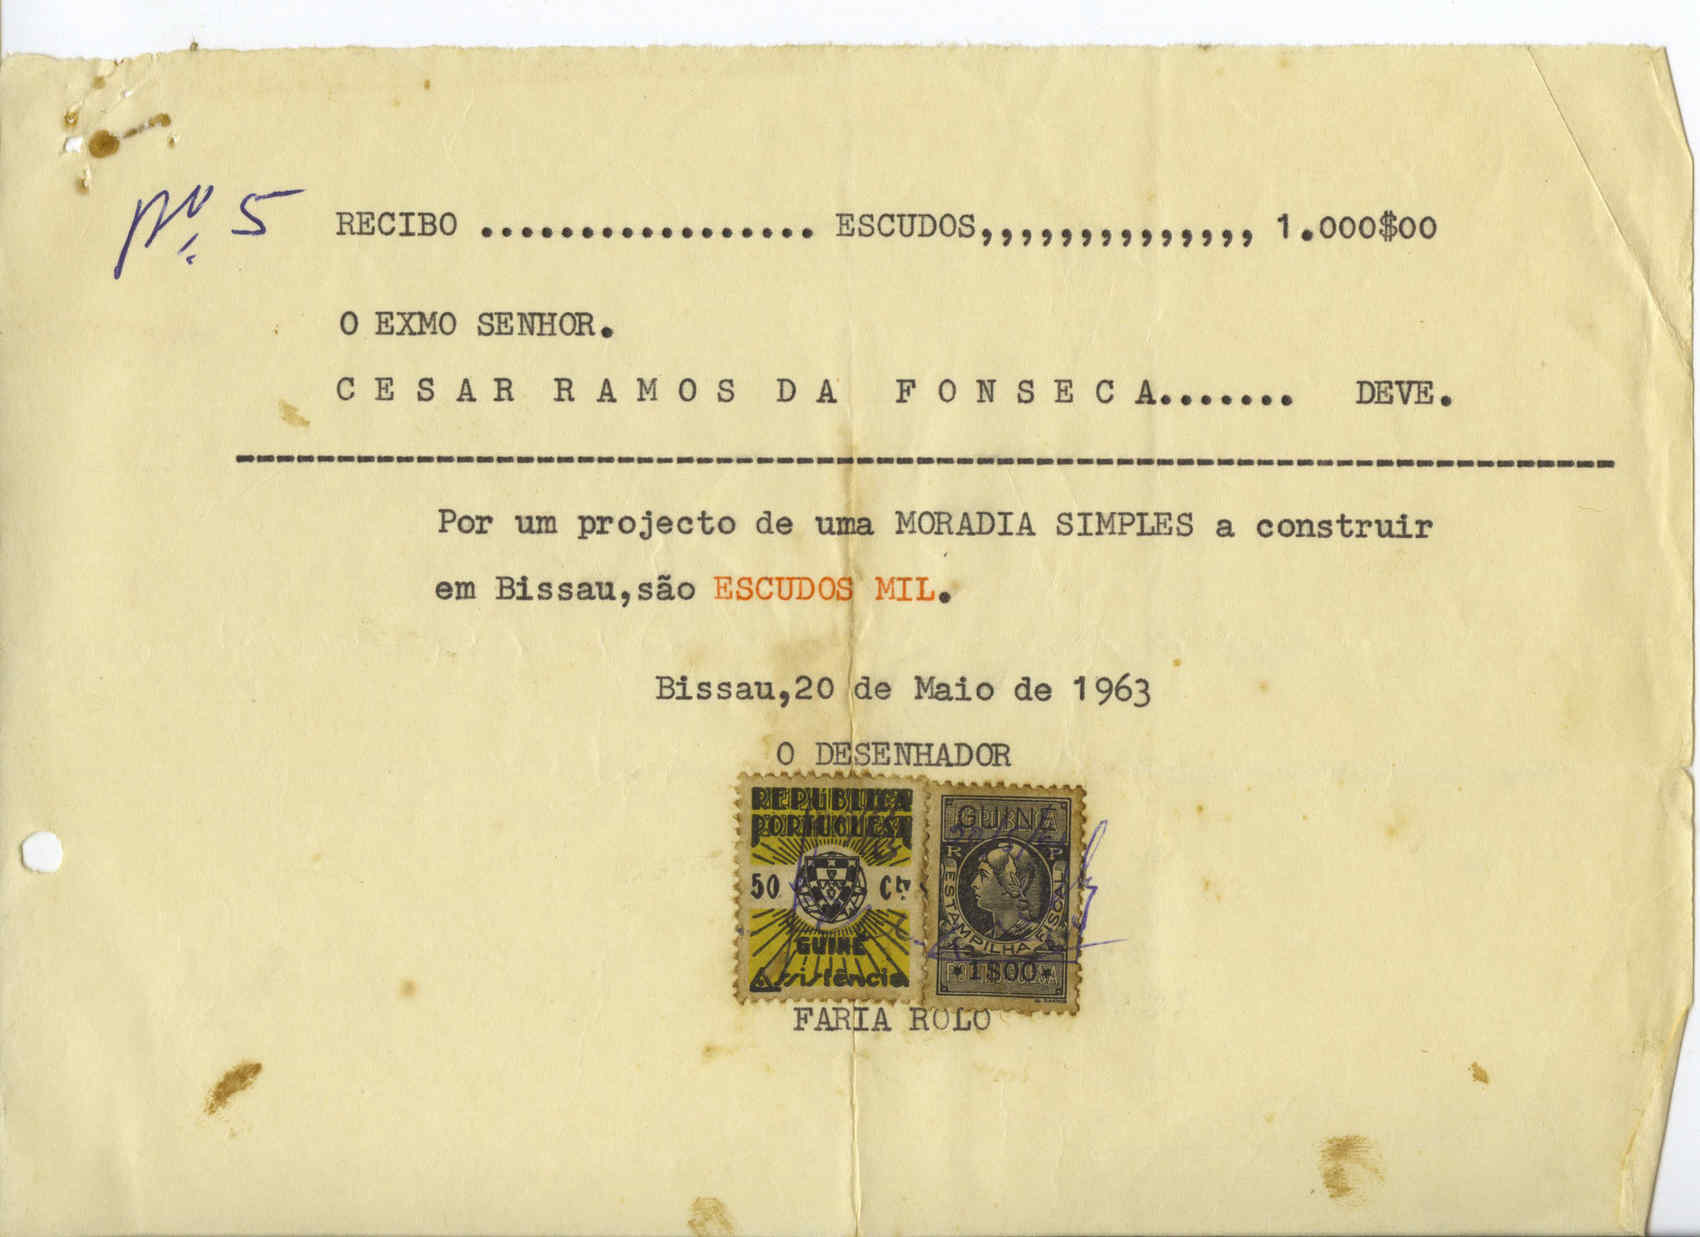 Nº 5
RECIBO ................. ESCUDOS,,,,,,,,,,,,,, 1.000$00
O EXMO SENHOR.
C E S A R R A M O S D A F O N S E C A....... DEVE.
---------------------------------------------------------------------
Por um projecto de uma MORADIA SIMPLES a construir
em Bissau,são ESCUDOS MIL.
Bissau,20 de Maio de 1963
O DESENHADOR
REPÚBLICA
PORTUGUESA
50 Ctv
GUINÉ
Assistência
GUINÉ
R P
ESTAMPILHA FISCAL
*1$00*
FARIA ROLO